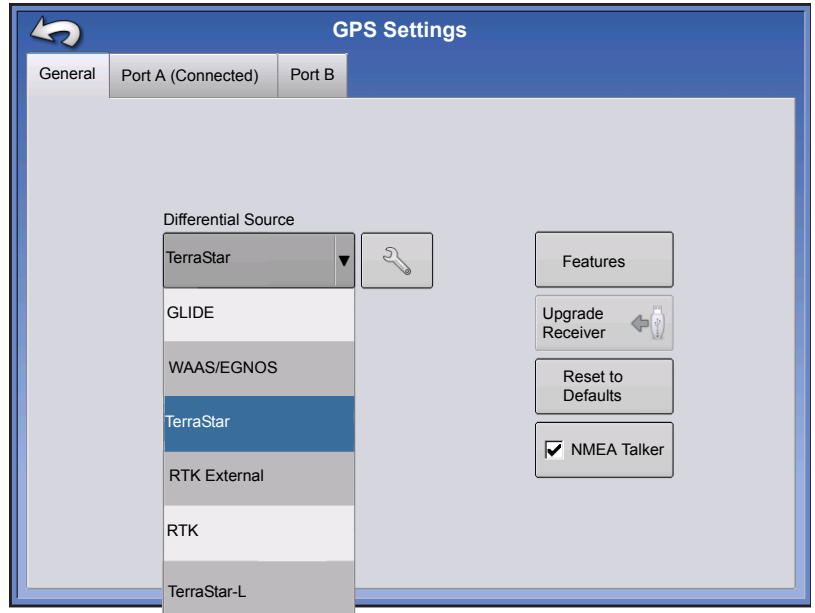 GPS Settings
General
Port A (Connected)
Port B
Differential Source
TerraStar
GLIDE
WAAS/EGNOS
TerraStar
RTK External
RTK
TerraStar-L
Features
Upgrade
Receiver
Reset to
Defaults
NMEA Talker